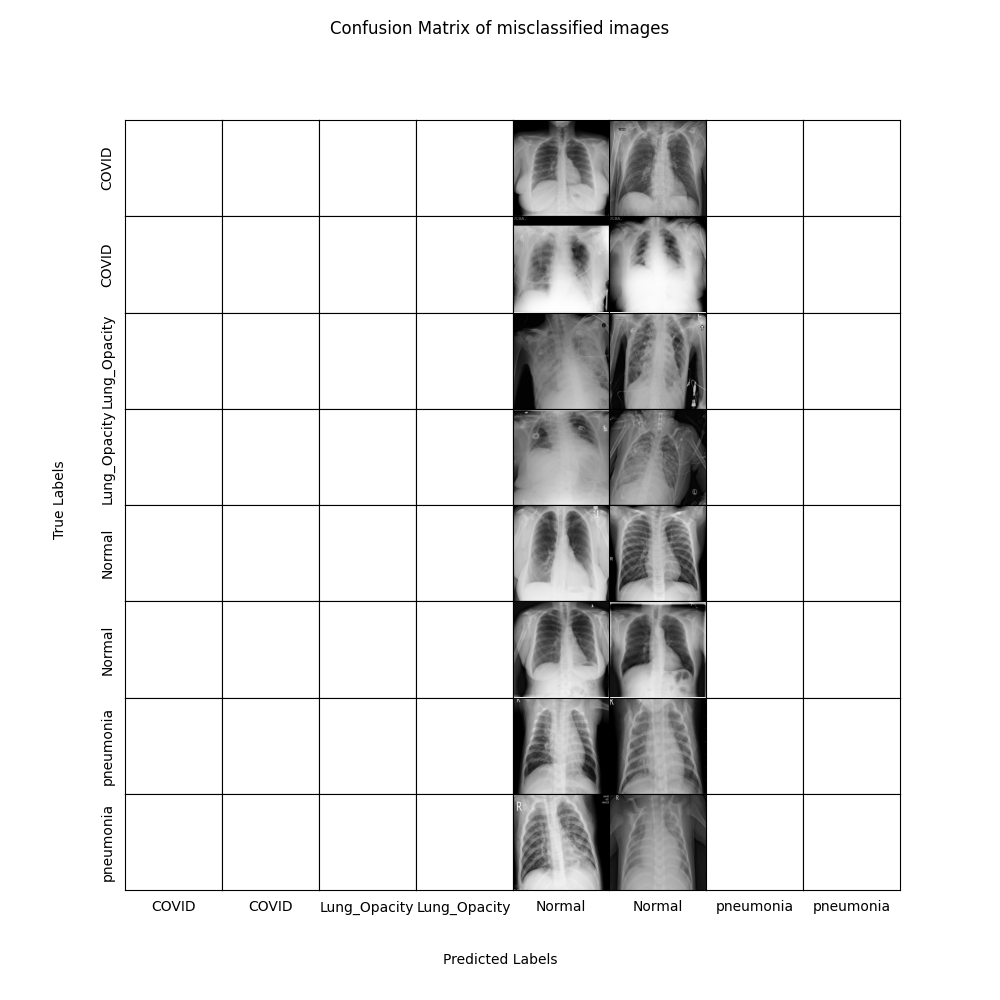 Confusion Matrix of misclassified images
True Labels
COVID
COVID
Lung_Opacity
Lung_Opacity
Normal
Normal
pneumonia
pneumonia
R
COVID COVID Lung_Opacity Lung_Opacity Normal Normal pneumonia pneumonia
Predicted Labels